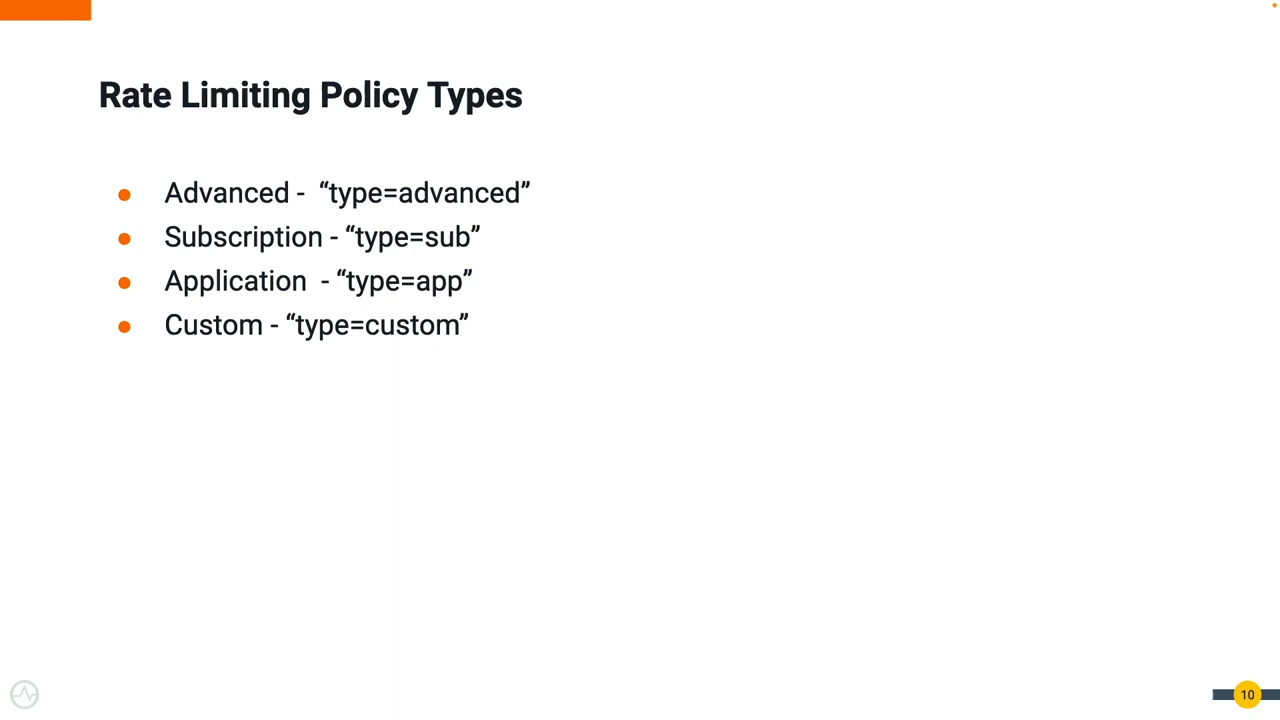 Rate Limiting Policy Types
● Advanced -  “type=advanced”
● Subscription - “type=sub”
● Application  - “type=app”
● Custom - “type=custom”
10